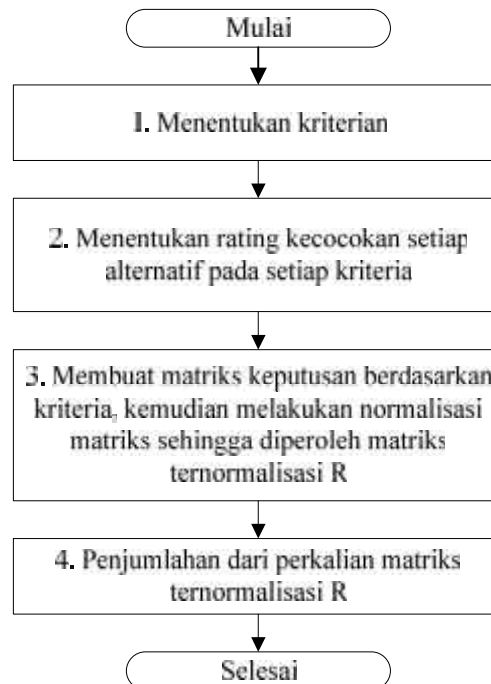 Mulai
1. Menentukan kriterian
2. Menentukan rating kecocokan setiap
alternatif pada setiap kriteria
3. Membuat matriks keputusan berdasarkan
kriteria, kemudian melakukan normalisasi
matriks sehingga diperoleh matriks
ternormalisasi R
4. Penjumlahan dari perkalian matriks
ternormalisasi R
Selesai